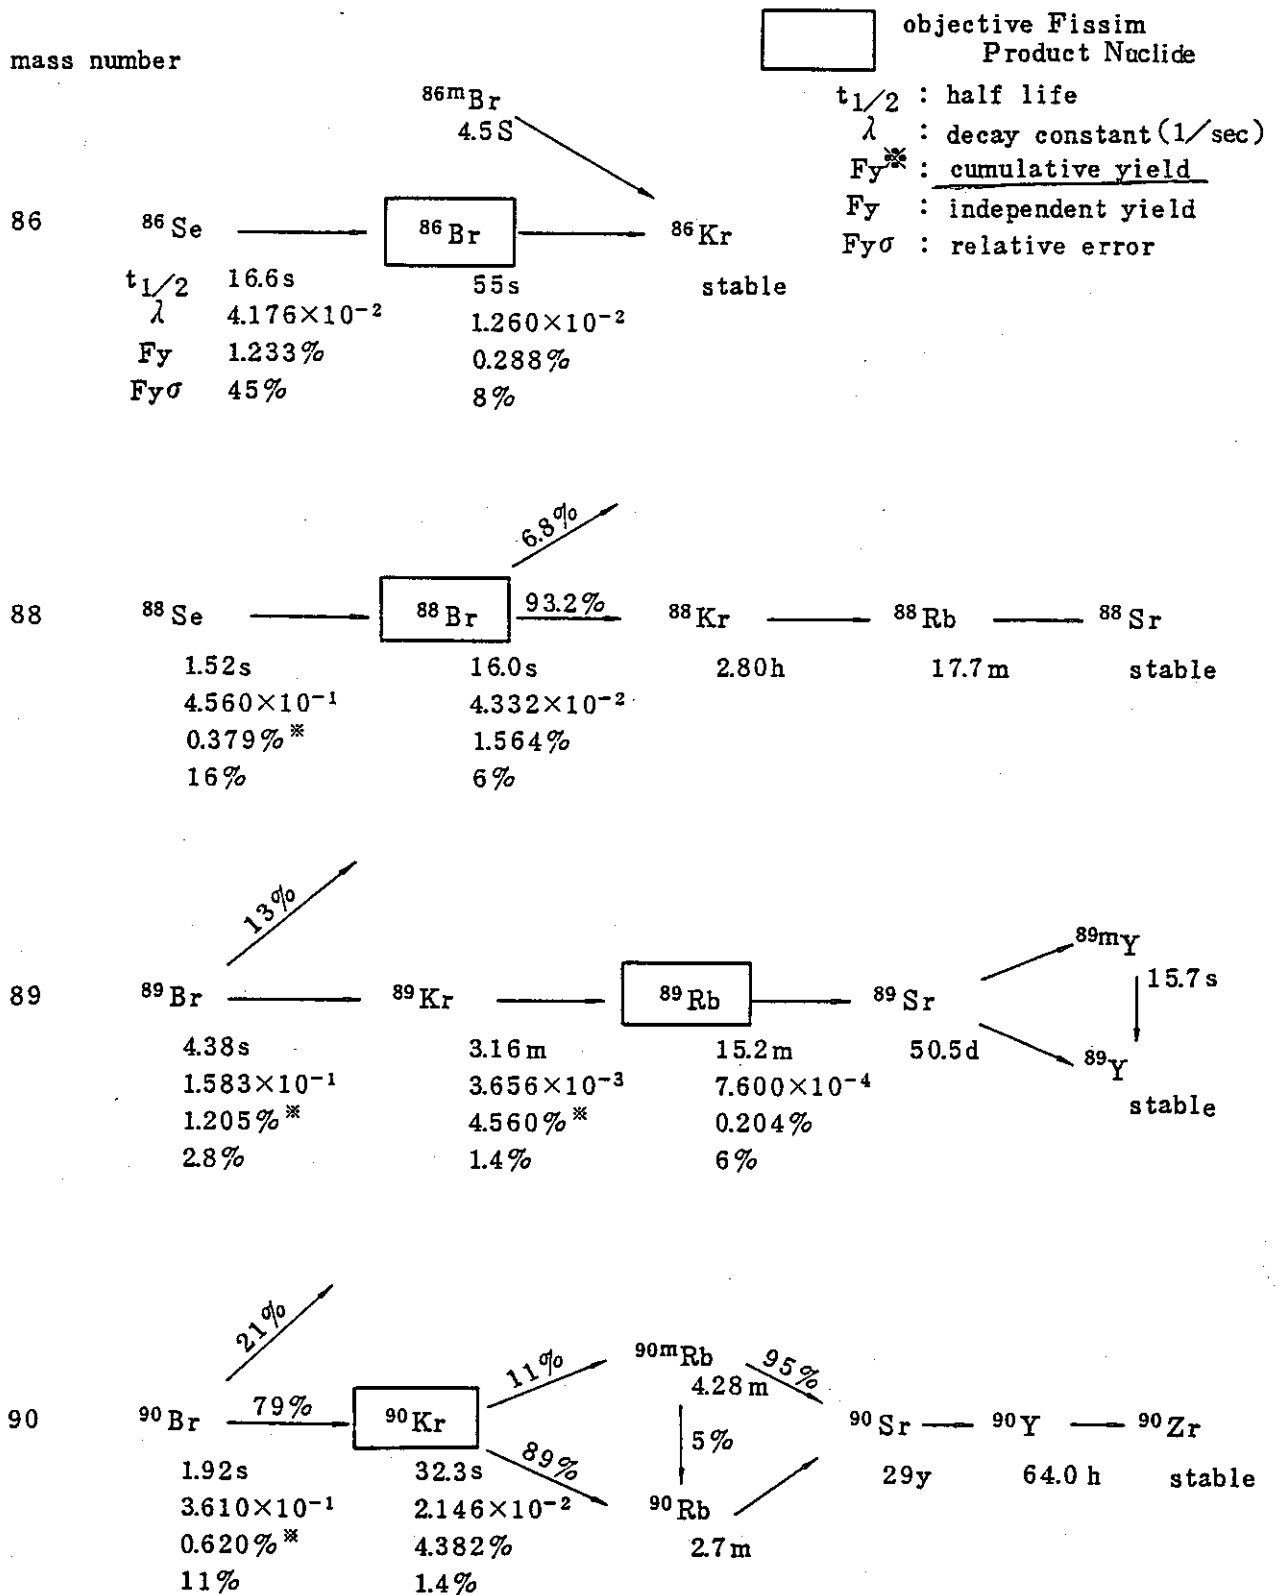 objective Fissim
Product Nuclide
mass number
t1/2 : half life
λ : decay constant(1/sec)
Fy※ : cumulative yield
Fy : independent yield
Fyσ : relative error
86mBr
4.5S
86 86Se 86Br 86Kr
t1/2 16.6s 55s stable
λ 4.176×10−2 1.260×10−2
Fy 1.233% 0.288%
Fyσ 45% 8%
6.8%
88 88Se 88Br 93.2% 88Kr 88Rb 88Sr
1.52s 16.0s 2.80h 17.7m stable
4.560×10−1 4.332×10−2
0.379%※ 1.564%
16% 6%
13%
89mY
15.7s
89 89Br 89Kr 89Rb 89Sr
4.38s 3.16m 15.2m 50.5d 89Y
1.583×10−1 3.656×10−3 7.600×10−4 stable
1.205%※ 4.560%※ 0.204%
2.8% 1.4% 6%
21%
11% 90mRb 95%
4.28m
90 90Br 79% 90Kr 90Sr 90Y 90Zr
89% 5%
1.92s 32.3s 29y 64.0h stable
3.610×10−1 2.146×10−2 90Rb
0.620%※ 4.382% 2.7m
11% 1.4%